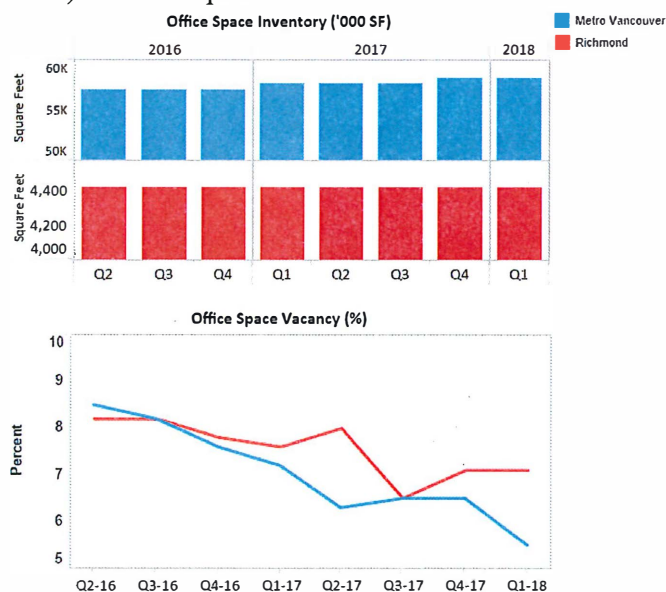 Office Space Inventory ('000 SF)
Metro Vancouver
Richmond
2016 2017 2018
60K
55K
50K
Square Feet
4,400
4,200
4,000
Square Feet
Q2 Q3 Q4 Q1 Q2 Q3 Q4 Q1
Office Space Vacancy (%)
10
9
8
7
6
5
Percent
Q2-16 Q3-16 Q4-16 Q1-17 Q2-17 Q3-17 Q4-17 Q1-18